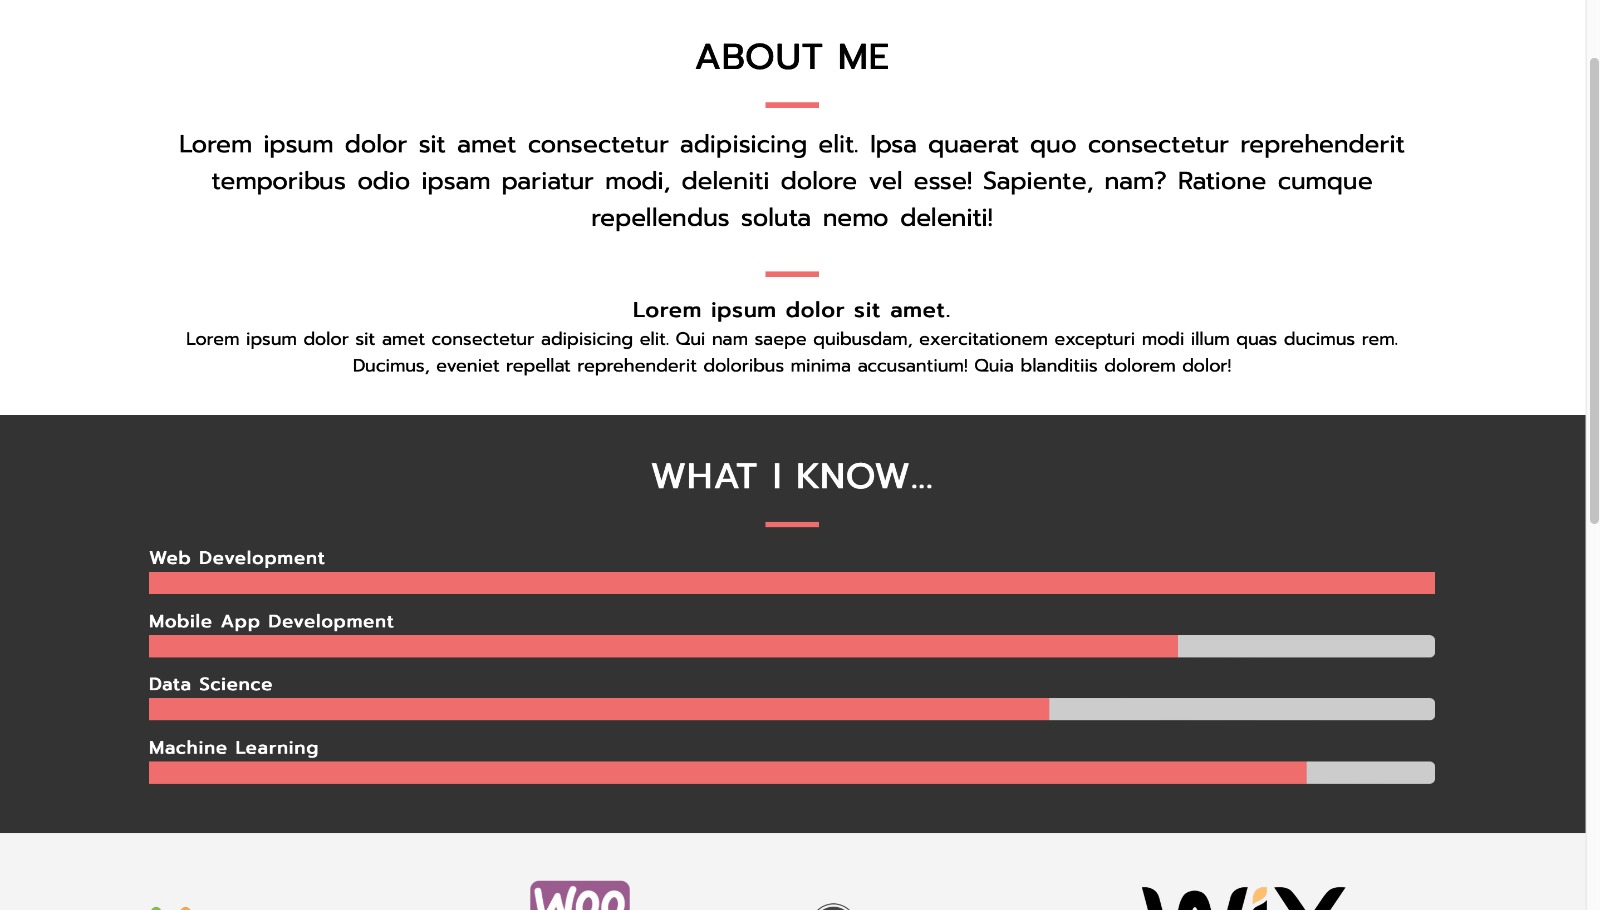 ABOUT ME
Lorem ipsum dolor sit amet consectetur adipisicing elit. Ipsa quaerat quo consectetur reprehenderit
temporibus odio ipsam pariatur modi, deleniti dolore vel esse! Sapiente, nam? Ratione cumque
repellendus soluta nemo deleniti!
Lorem ipsum dolor sit amet.
Lorem ipsum dolor sit amet consectetur adipisicing elit. Qui nam saepe quibusdam, exercitationem excepturi modi illum quas ducimus rem.
Ducimus, eveniet repellat reprehenderit doloribus minima accusantium! Quia blanditiis dolorem dolor!
WHAT I KNOW...
Web Development
Mobile App Development
Data Science
Machine Learning
Woo WiX